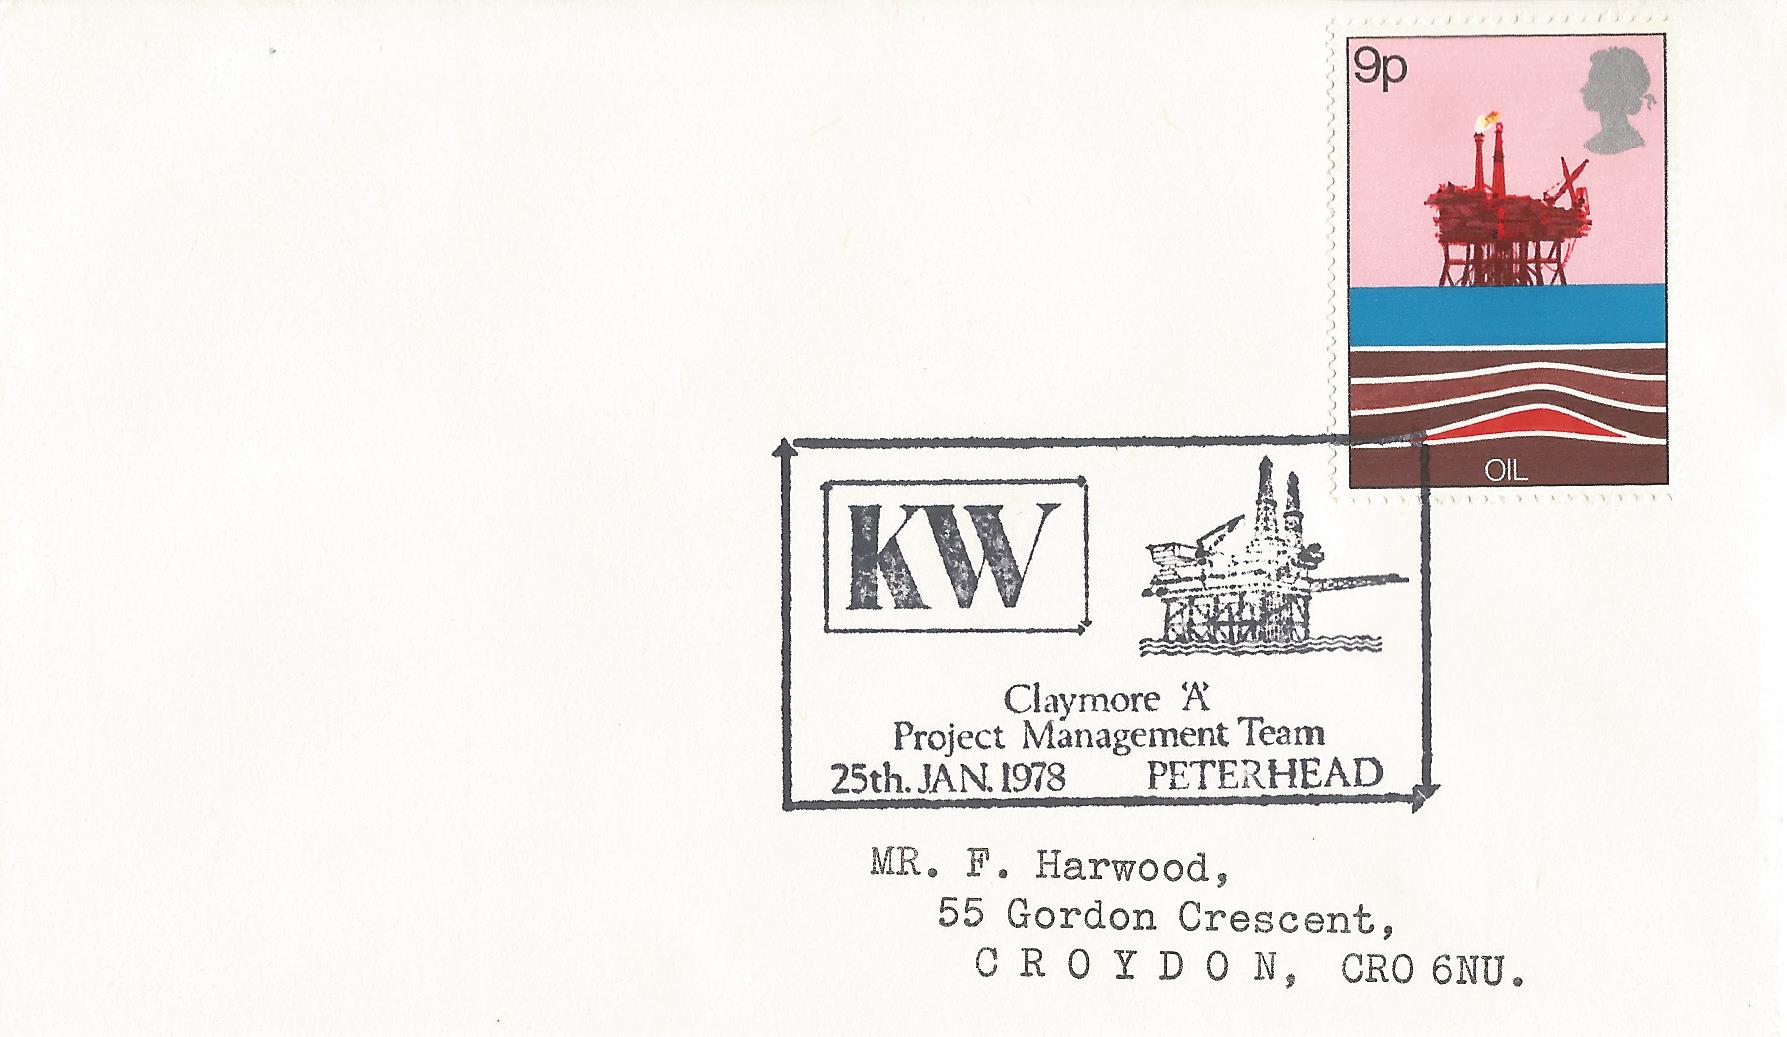 9p
OIL
KW
Claymore 'A'
Project Management Team
25th. JAN. 1978 PETERHEAD
MR. F. Harwood,
55 Gordon Crescent,
C R O Y D O N, CRO 6NU.